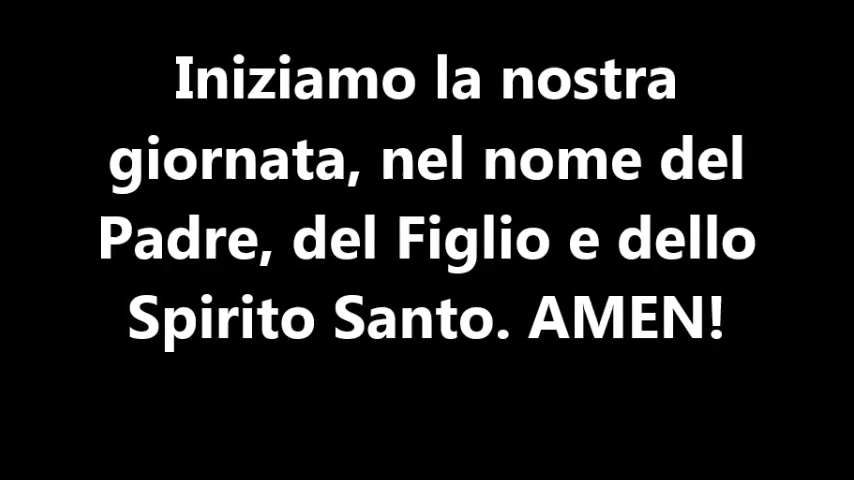 Iniziamo la nostra
giornata, nel nome del
Padre, del Figlio e dello
Spirito Santo. AMEN!